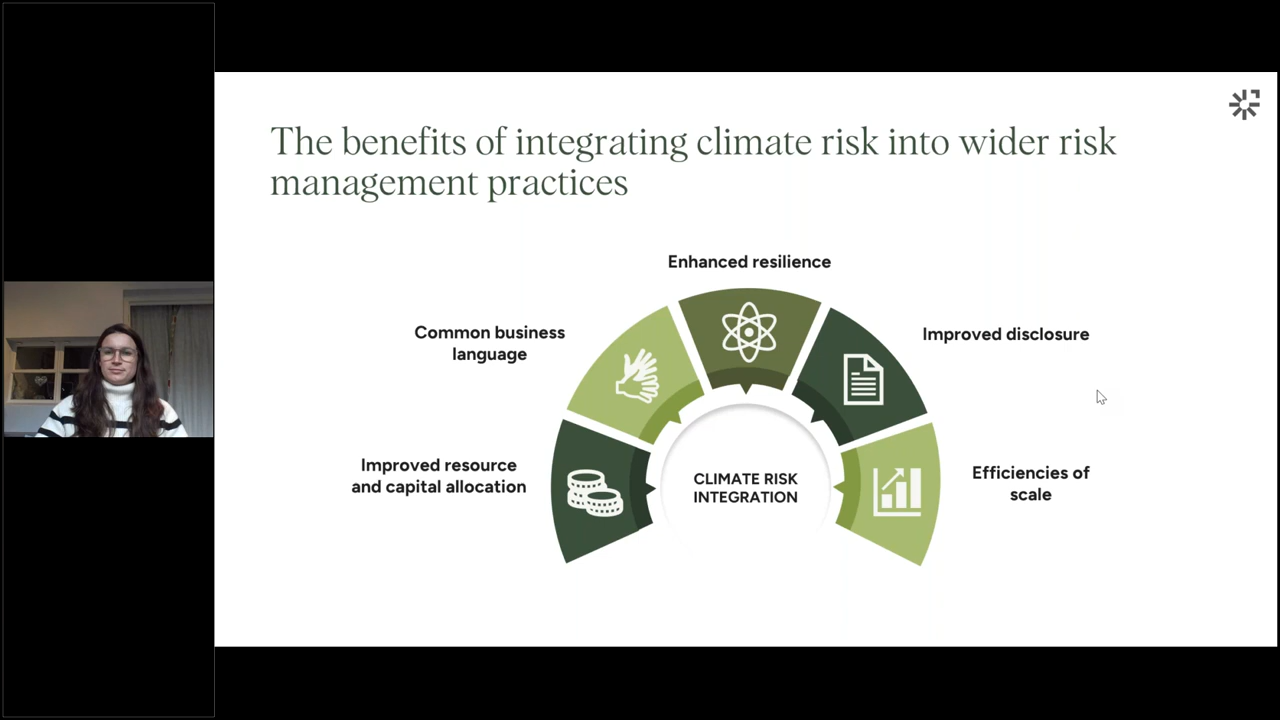 The benefits of integrating climate risk into wider risk
management practices
Enhanced resilience
Common business
language
Improved disclosure
Improved resource
and capital allocation
CLIMATE RISK
INTEGRATION
Efficiencies of
scale